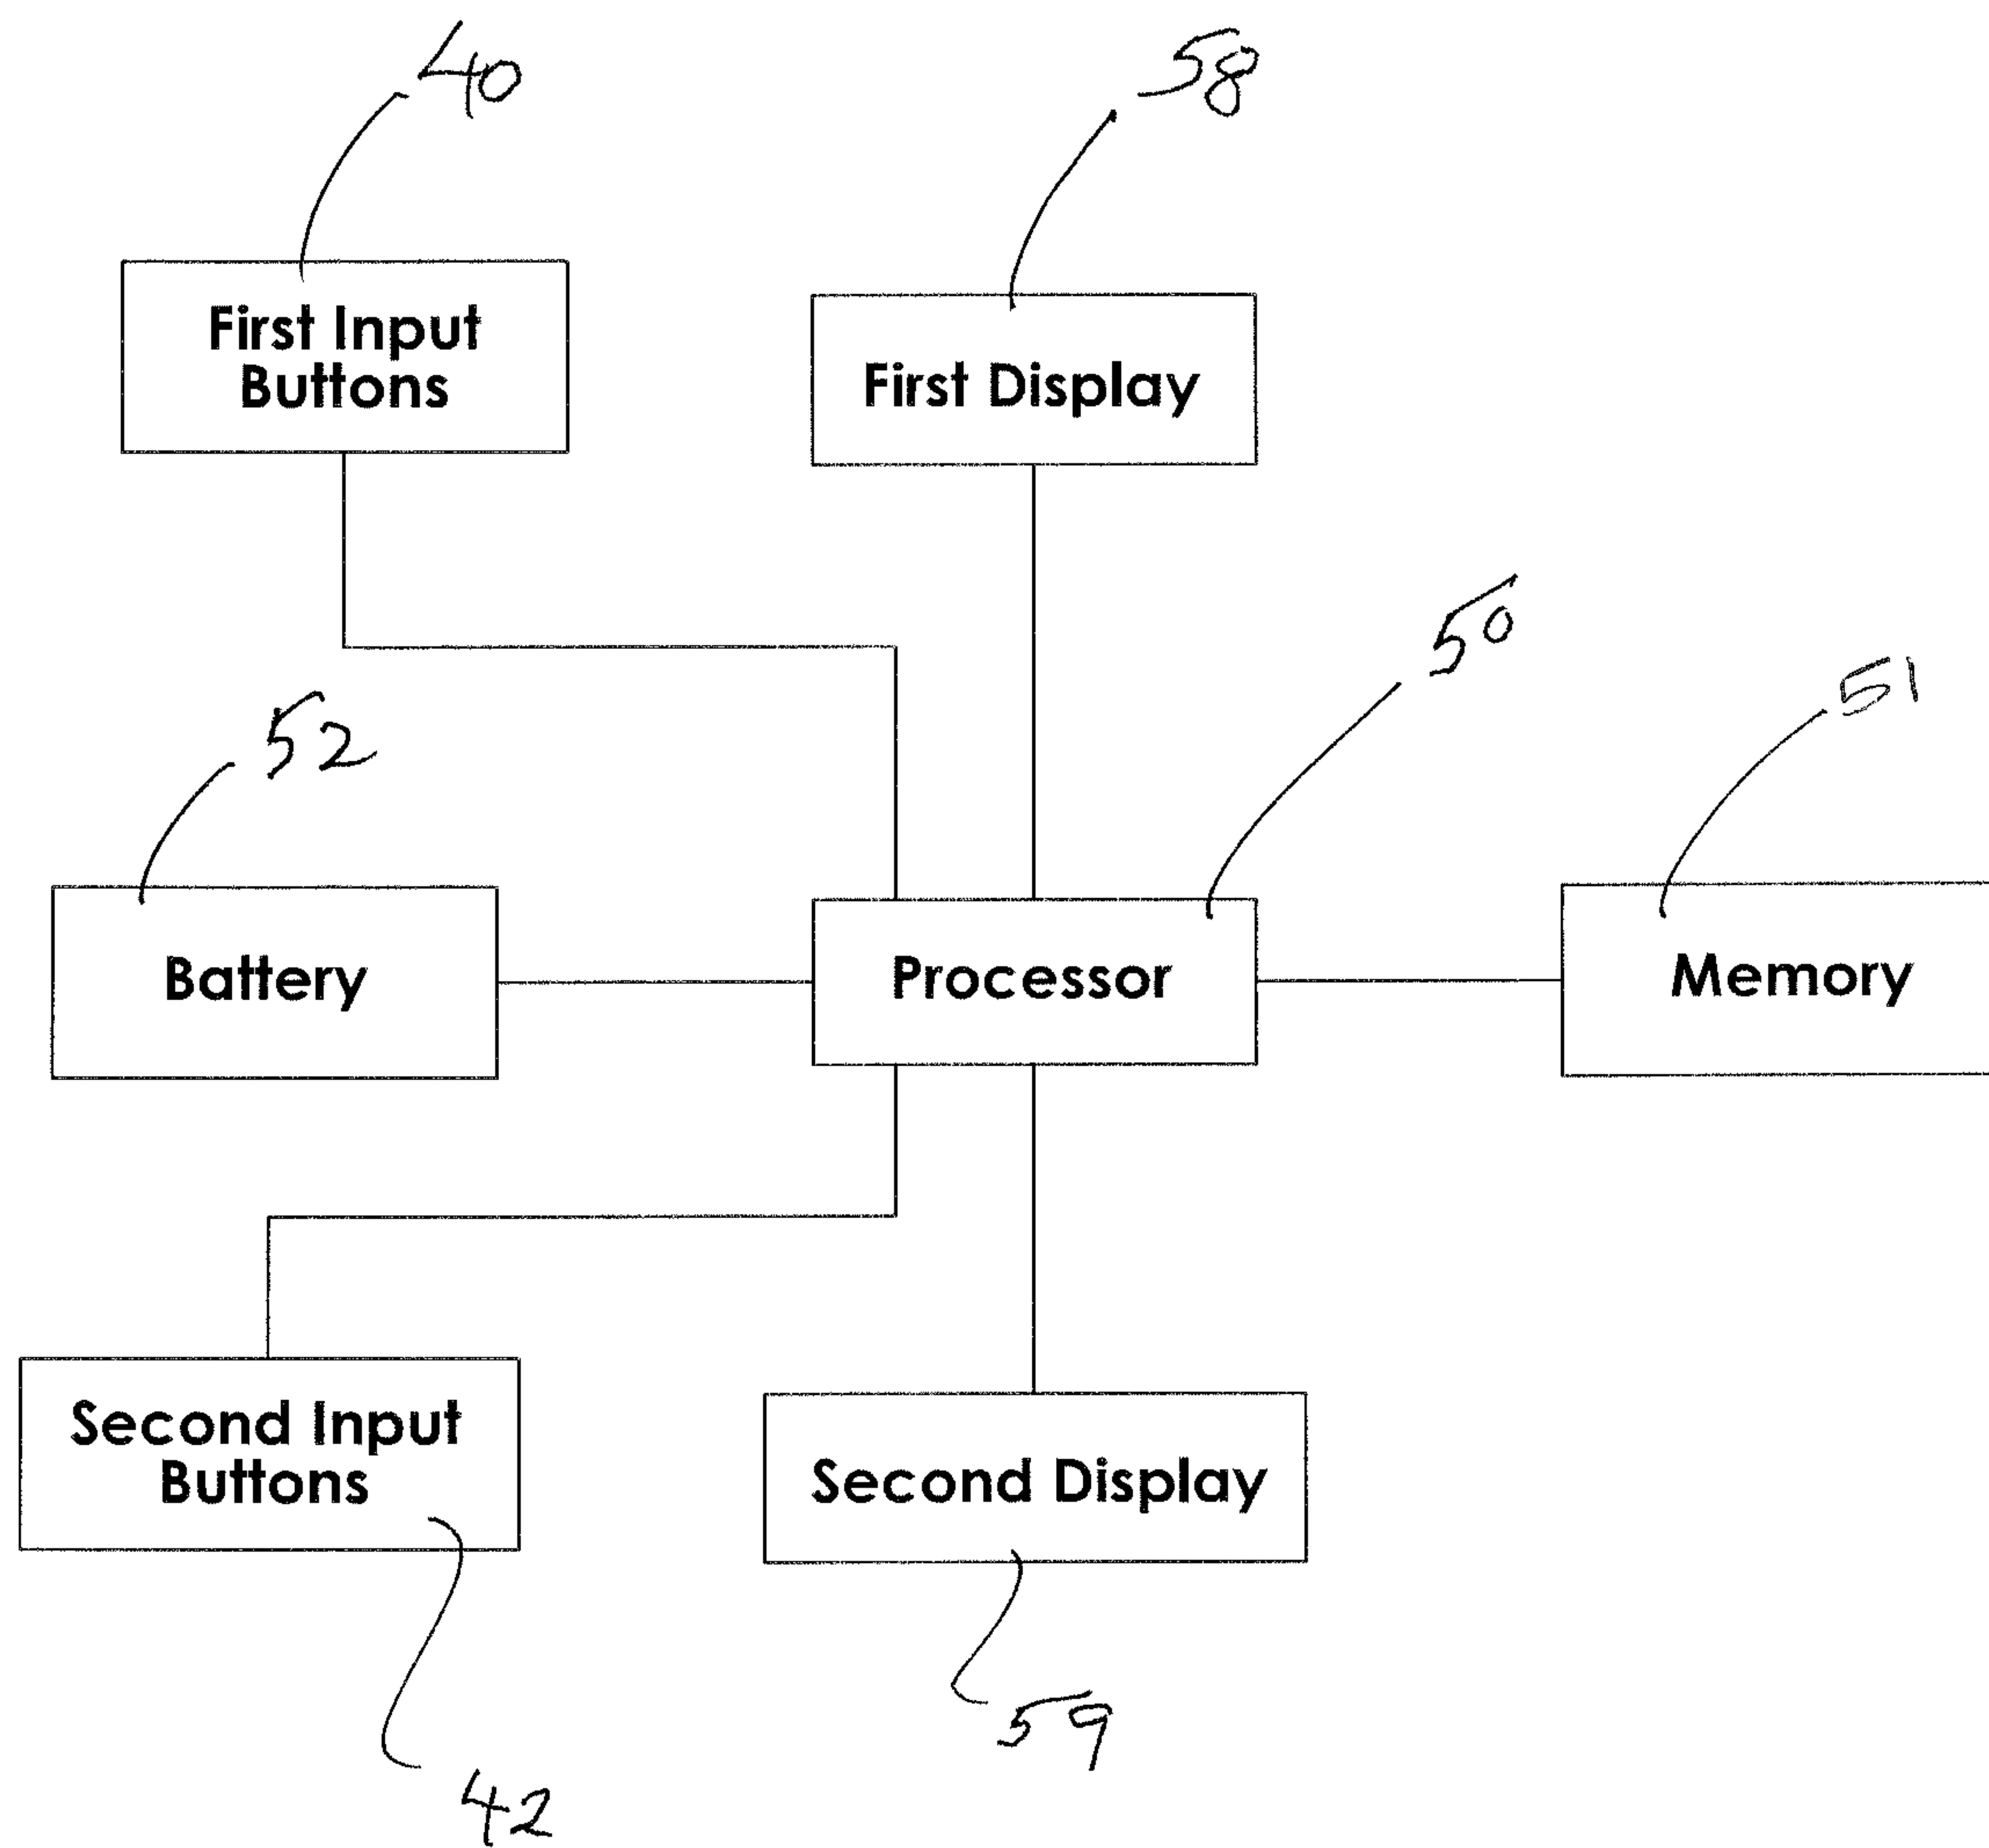 40
58
First Input
Buttons
First Display
50
51
52
Battery
Processor
Memory
Second Input
Buttons
Second Display
59
42